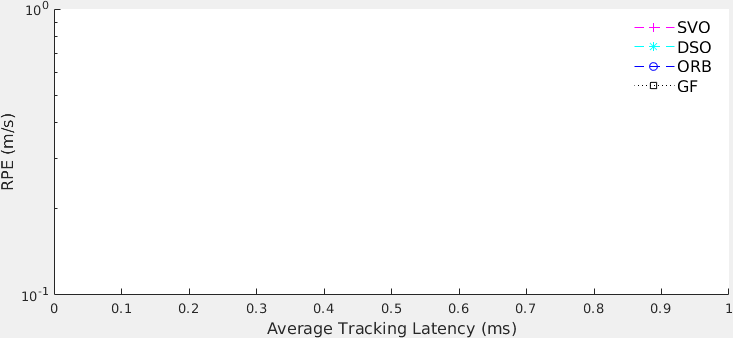 10^0
SVO
DSO
ORB
GF
RPE (m/s)
10^-1
0 0.1 0.2 0.3 0.4 0.5 0.6 0.7 0.8 0.9 1
Average Tracking Latency (ms)